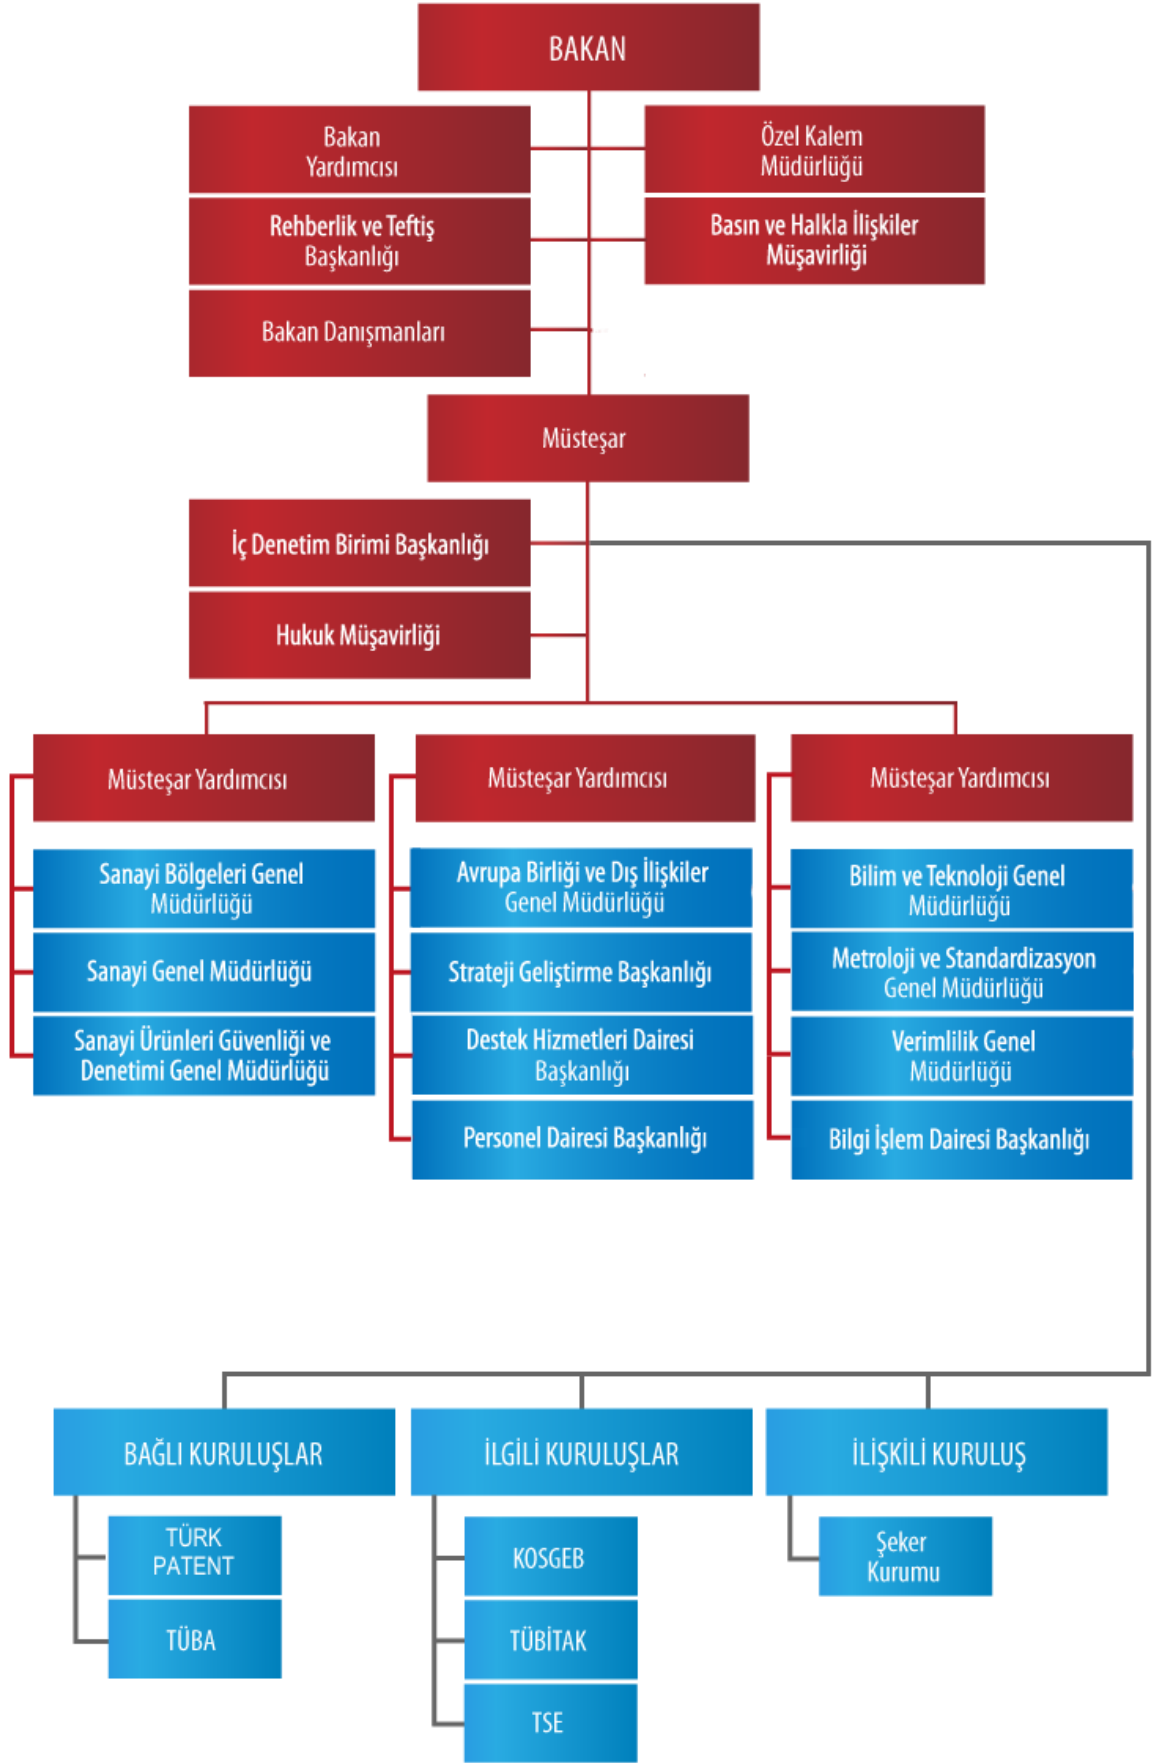 BAKAN
Bakan
Yardımcısı
Özel Kalem
Müdürlüğü
Rehberlik ve Teftiş
Başkanlığı
Basın ve Halkla İlişkiler
Müşavirliği
Bakan Danışmanları
Müsteşar
İç Denetim Birimi Başkanlığı
Hukuk Müşavirliği
Müsteşar Yardımcısı
Sanayi Bölgeleri Genel
Müdürlüğü
Sanayi Genel Müdürlüğü
Sanayi Ürünleri Güvenliği ve
Denetimi Genel Müdürlüğü
Müsteşar Yardımcısı
Avrupa Birliği ve Dış İlişkiler
Genel Müdürlüğü
Strateji Geliştirme Başkanlığı
Destek Hizmetleri Dairesi
Başkanlığı
Personel Dairesi Başkanlığı
Müsteşar Yardımcısı
Bilim ve Teknoloji Genel
Müdürlüğü
Metroloji ve Standardizasyon
Genel Müdürlüğü
Verimlilik Genel
Müdürlüğü
Bilgi İşlem Dairesi Başkanlığı
BAĞLI KURULUŞLAR
TÜRK
PATENT
TÜBA
İLGİLİ KURULUŞLAR
KOSGEB
TÜBİTAK
TSE
İLİŞKİLİ KURULUŞ
Şeker
Kurumu